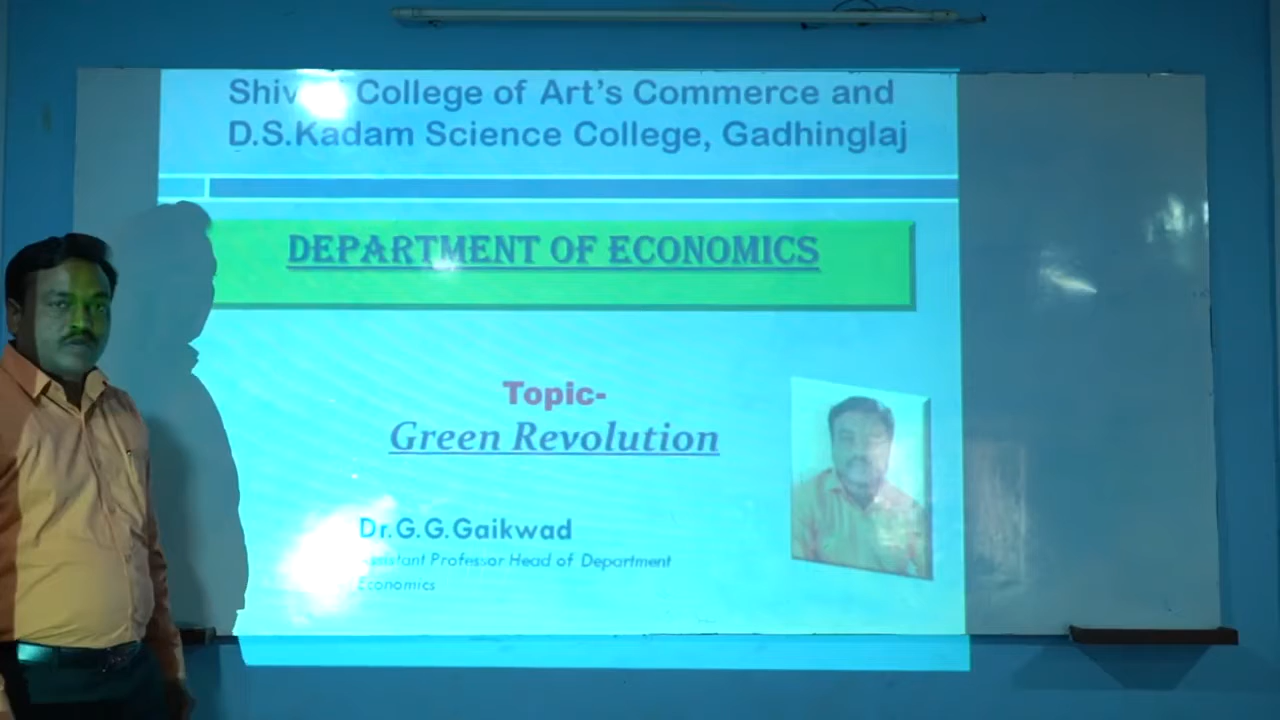 College of Art's Commerce and
D.S.Kadam Science College, Gadhinglaj
DEPARTMENT OF ECONOMICS
Topic-
Green Revolution
Dr.G.G.Gaikwad
Assistant Professor Head of Department
Economics